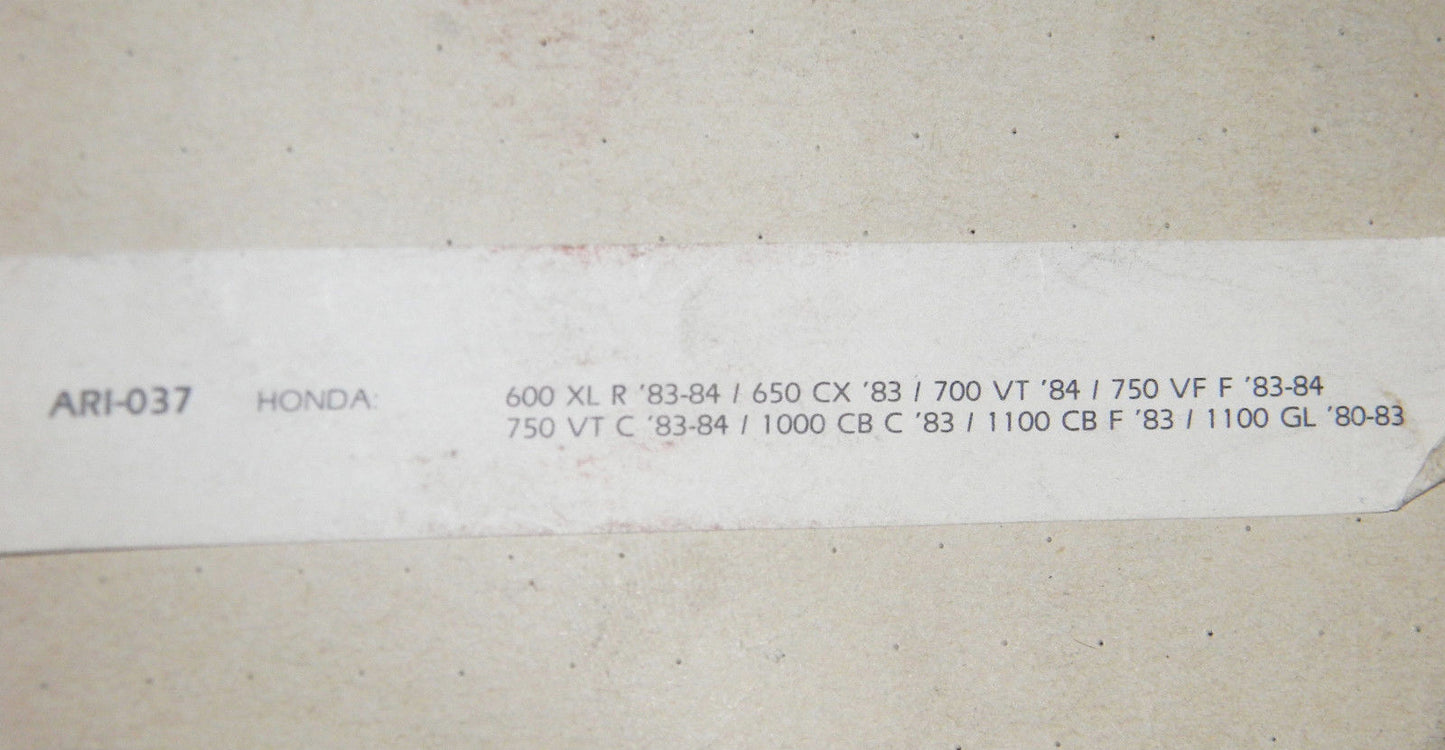 ARI-037 HONDA: 600 XL R '83-84 / 650 CX '83 / 700 VT '84 / 750 VF F '83-84
750 VT C '83-84 / 1000 CB C '83 / 1100 CB F '83 / 1100 GL '80-83